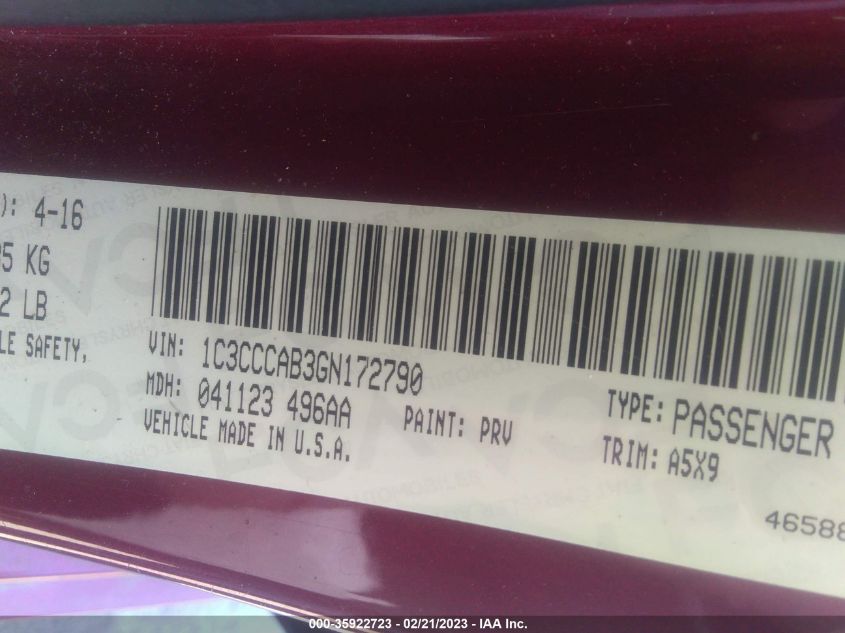 ): 4-16
5 KG
2 LB
LE SAFETY,
VIN: 1C3CCCAB3GN172790
MDH: 041123 496AA
PAINT: PRV
VEHICLE MADE IN U.S.A.
TYPE: PASSENGER
TRIM: A5X9
46588
000-35922723 - 02/21/2023 - IAA Inc.